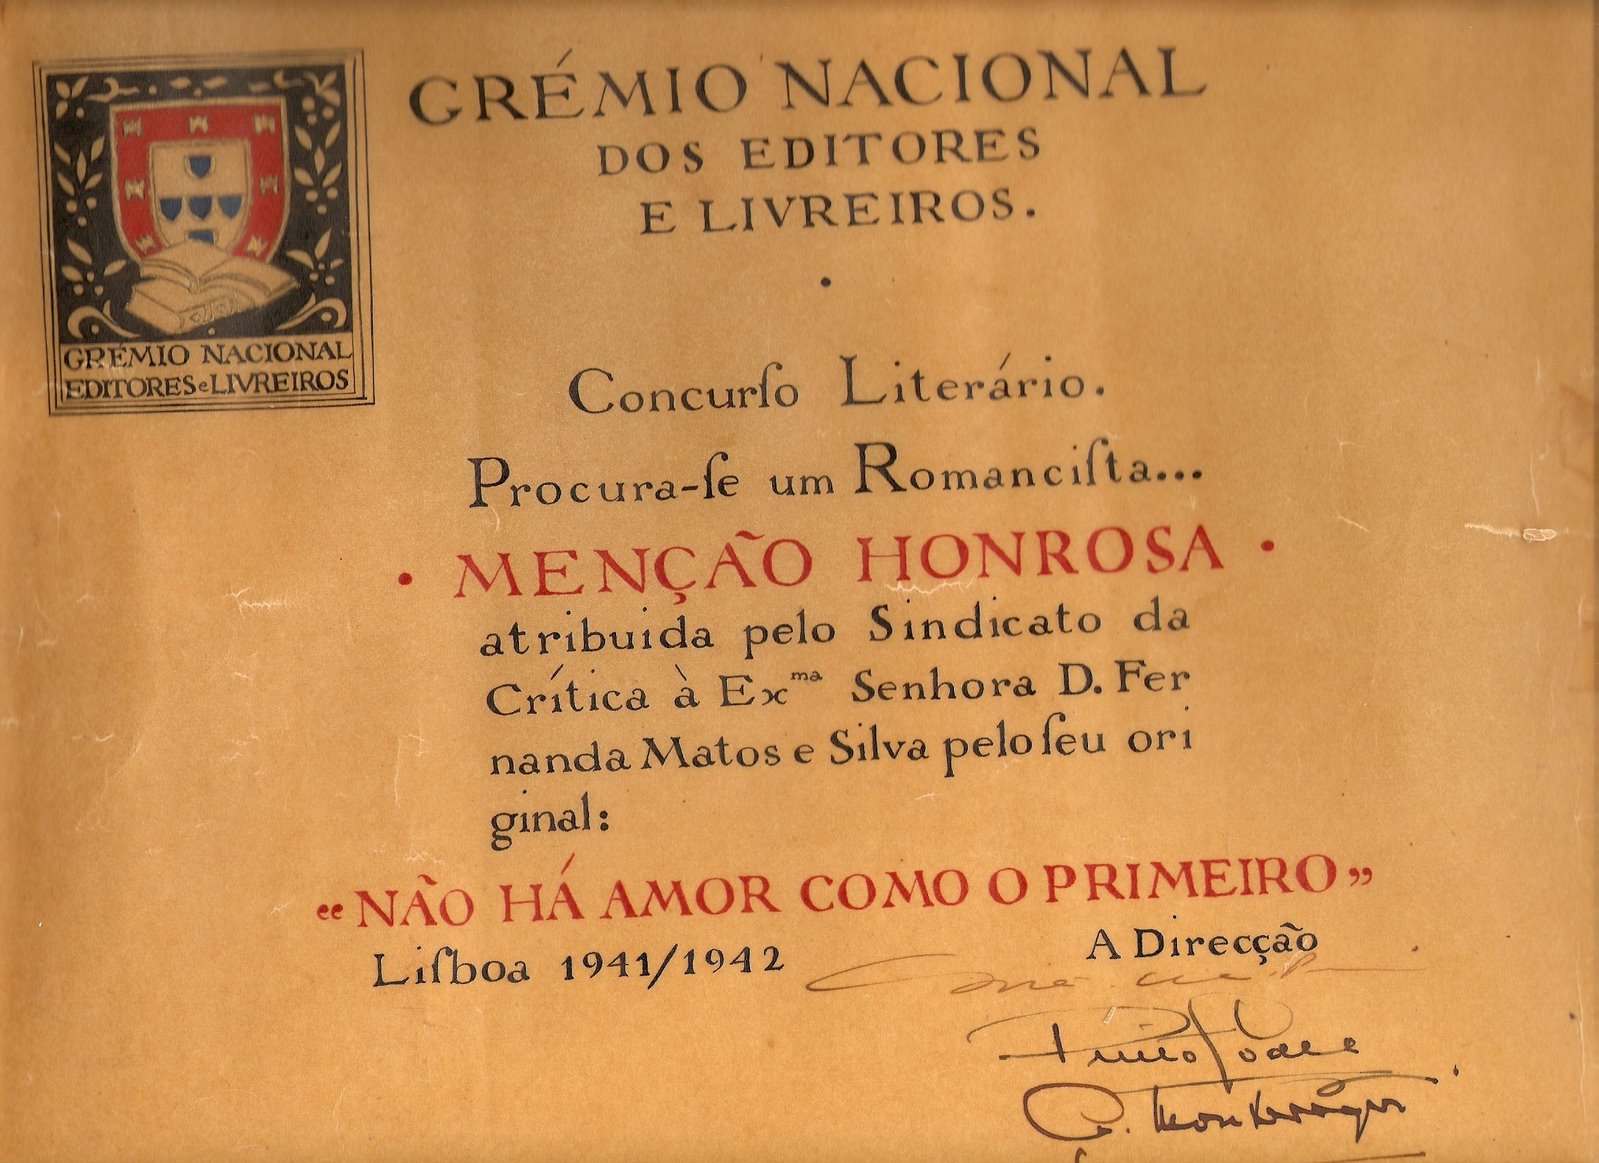 GRÉMIO NACIONAL
DOS EDITORES
E LIVREIROS.
GRÉMIO NACIONAL
EDITORES e LIVREIROS
Concurſo Literário.
Procura-ſe um Romanciſta...
• MENÇÃO HONROSA •
atribuida pelo Sindicato da
Crítica à Exᵐᵃ Senhora D. Fer
nanda Matos e Silva pelo ſeu ori
ginal:
“NÃO HÁ AMOR COMO O PRIMEIRO”
Liſboa 1941/1942
A Direcção